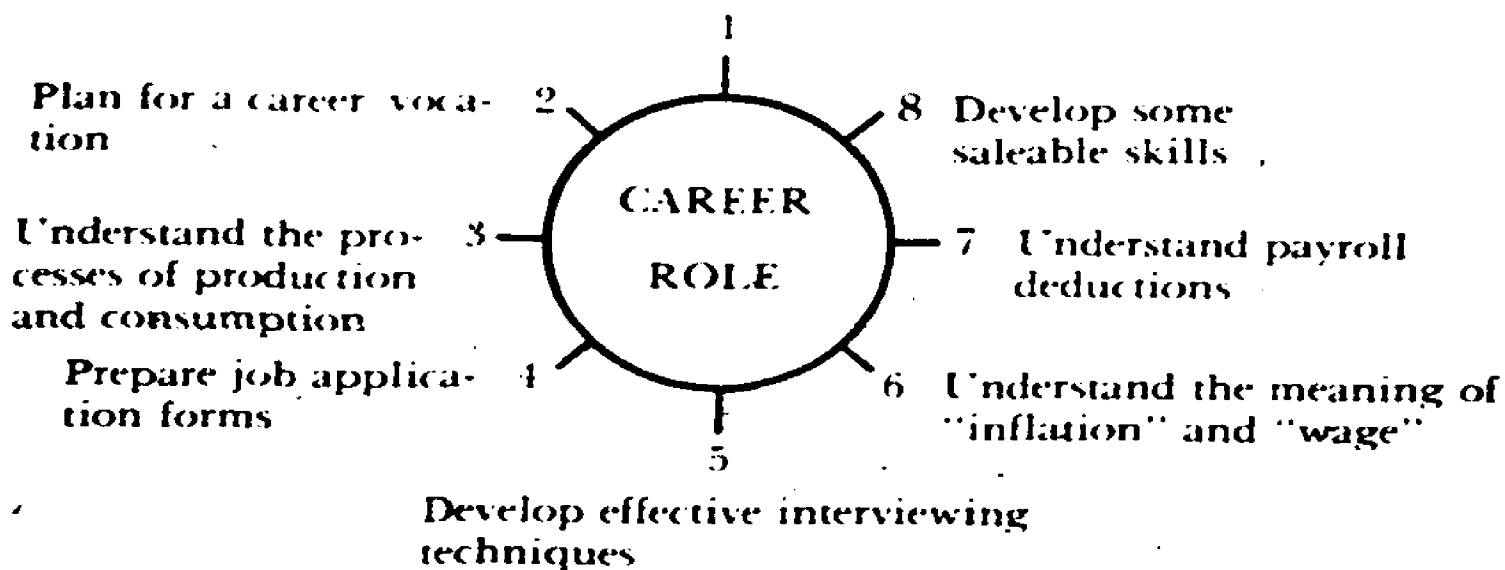 1
Plan for a career voca-
tion
2
8 Develop some
saleable skills
CAREER
ROLE
Understand the pro-
cesses of production
and consumption
3
7 Understand payroll
deductions
Prepare job applica-
tion forms
4
6 Understand the meaning of
"inflation" and "wage"
5
Develop effective interviewing
techniques